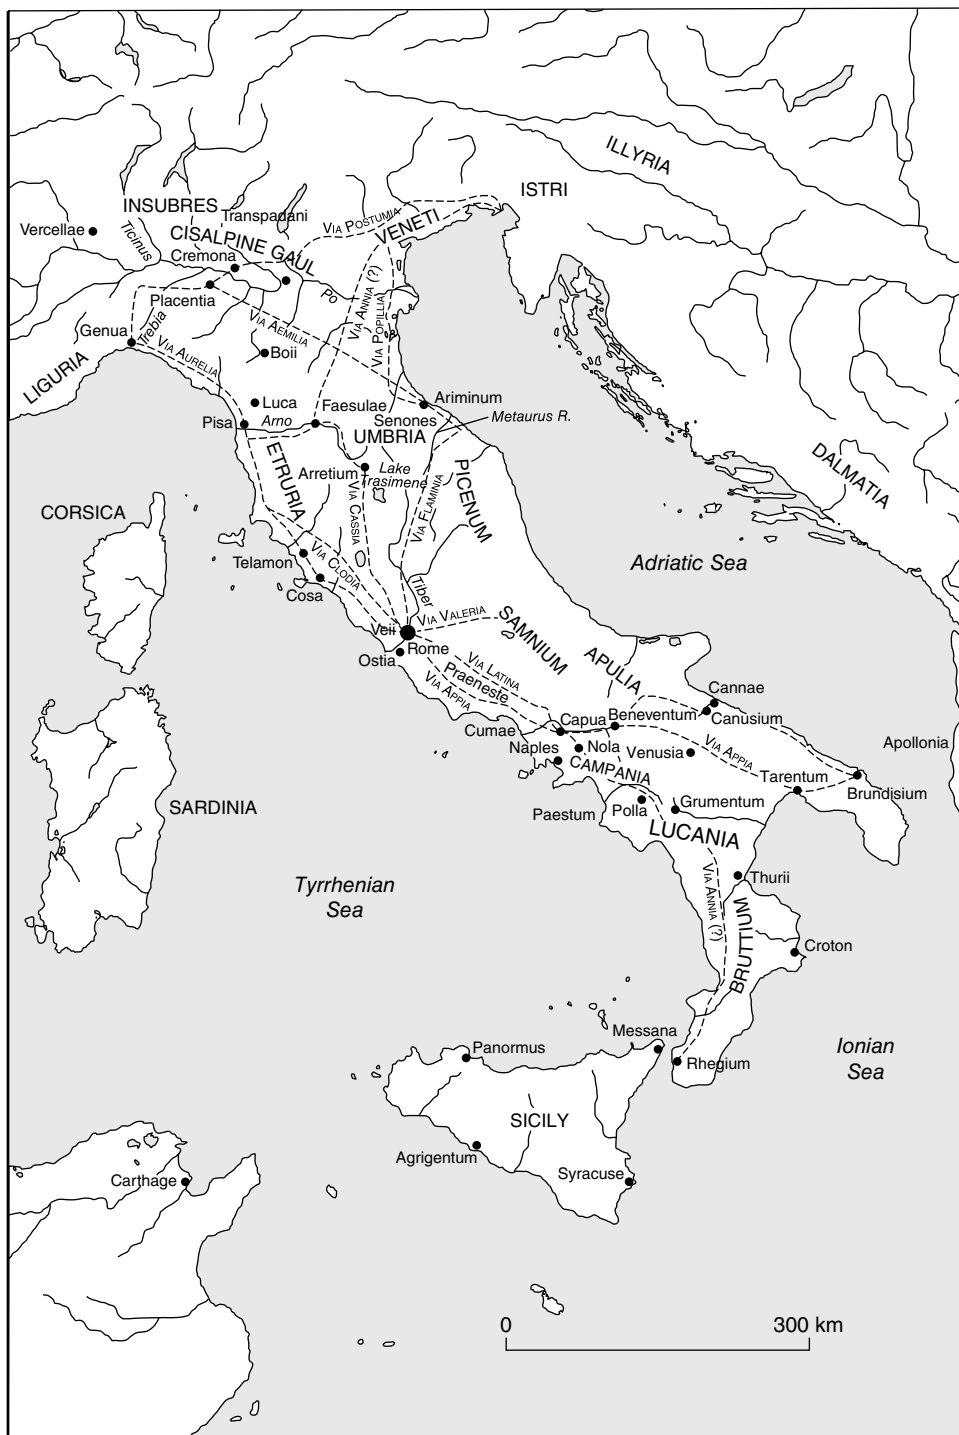 ILLYRIA
ISTRI
INSUBRES
Transpadani
VIA POSTUMIA
VENETI
Vercellae
Ticinus
CISALPINE GAUL
Cremona
Po
Placentia
VIA ANNIA (?)
VIA POPILLIA
VIA AEMILIA
Genua
Trebia
VIA AURELIA
Boii
LIGURIA
Luca
Ariminum
Faesulae
Senones
Metaurus R.
Pisa
Arno
UMBRIA
ETRURIA
Arretium
Lake
Trasimene
PICENUM
DALMATIA
VIA CASSIA
VIA FLAMINIA
CORSICA
Adriatic Sea
Telamon
VIA CLODIA
Cosa
Tiber
VIA VALERIA
Veii
Rome
Ostia
SAMNIUM
VIA LATINA
Praeneste
VIA APPIA
APULIA
Cannae
Canusium
Cumae
Capua
Beneventum
Apollonia
Naples
Nola
Venusia
VIA APPIA
CAMPANIA
Tarentum
Brundisium
SARDINIA
Paestum
Polla
Grumentum
LUCANIA
Tyrrhenian
Sea
Thurii
VIA ANNIA (?)
BRUTTIUM
Croton
Messana
Panormus
Rhegium
Ionian
Sea
SICILY
Agrigentum
Syracuse
Carthage
0
300 km